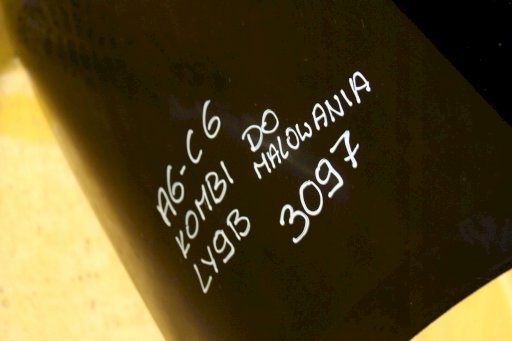 A6-C6
KOMBI DO
LY9B MALOWANIA
3097